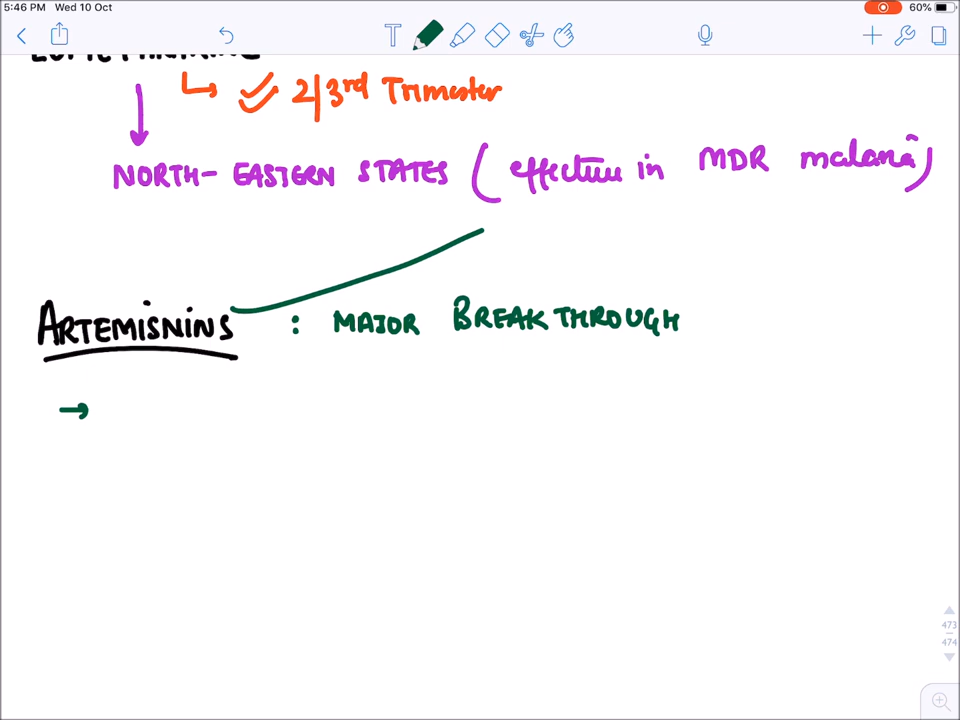 5:46 PM Wed 10 Oct
60%
T
2/3rd Trimester
NORTH-EASTERN STATES (effective in MDR malaria)
ARTEMISNINS : MAJOR BREAKTHROUGH
473
474